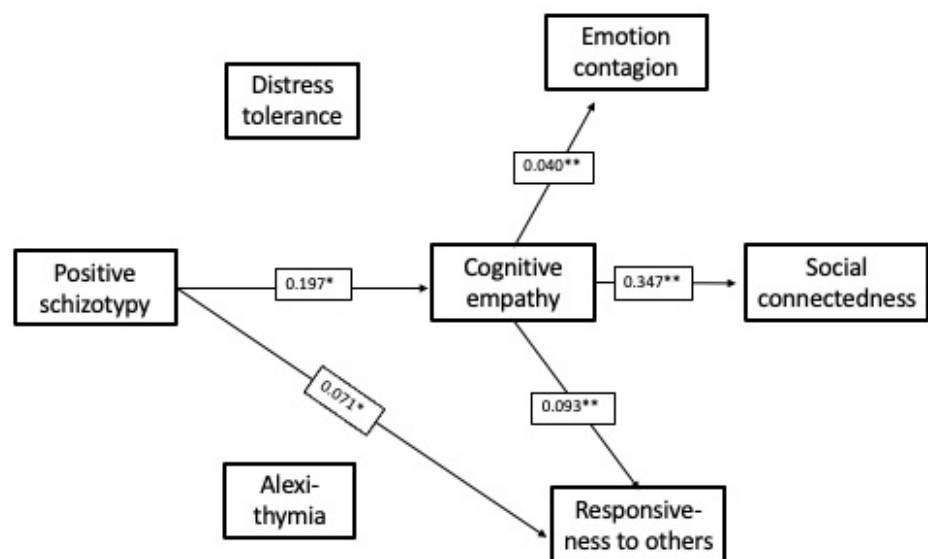 Emotion
contagion
Distress
tolerance
0.040**
Positive
schizotypy
0.197*
Cognitive
empathy
0.347**
Social
connectedness
0.071*
0.093**
Alexi-
thymia
Responsive-
ness to others